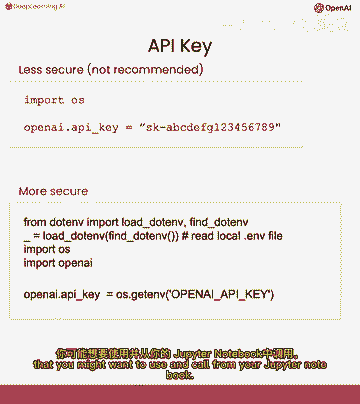 DeepLearning.AI
OpenAI
API Key
Less secure (not recommended)
import os
openai.api_key = "sk-abcdefg123456789"
More secure
from dotenv import load_dotenv, find_dotenv
_ = load_dotenv(find_dotenv()) # read local .env file
import os
import openai
openai.api_key = os.getenv('OPENAI_API_KEY')
你可能想要使用并从你的 Jupyter Notebook中调用。
that you might want to use and call from your Jupyter note
book.